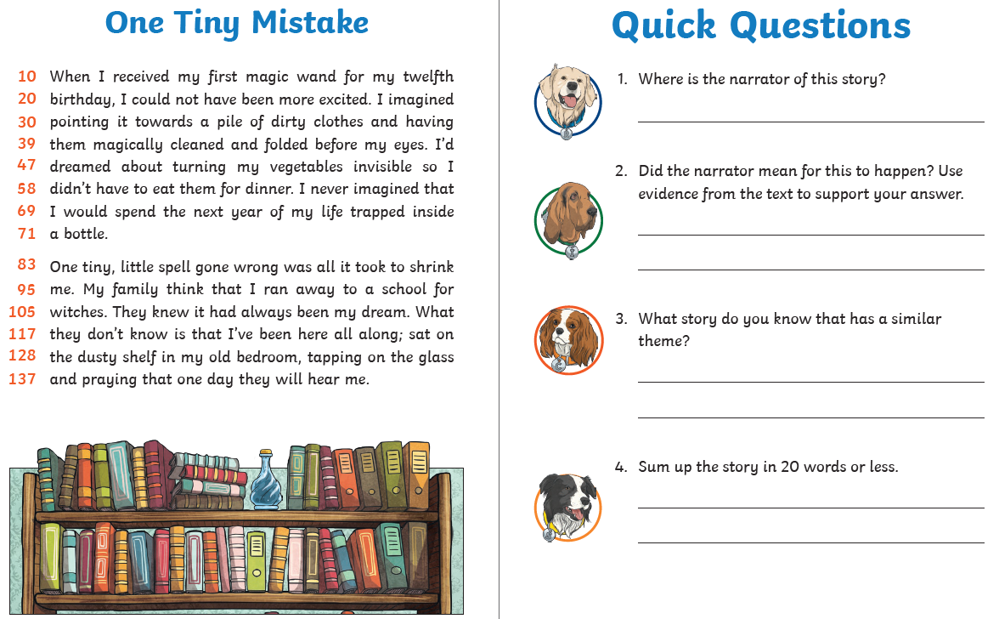 One Tiny Mistake
10 When I received my first magic wand for my twelfth
20 birthday, I could not have been more excited. I imagined
30 pointing it towards a pile of dirty clothes and having
39 them magically cleaned and folded before my eyes. I'd
47 dreamed about turning my vegetables invisible so I
58 didn't have to eat them for dinner. I never imagined that
69 I would spend the next year of my life trapped inside
71 a bottle.
83 One tiny, little spell gone wrong was all it took to shrink
95 me. My family think that I ran away to a school for
105 witches. They knew it had always been my dream. What
117 they don't know is that I've been here all along; sat on
128 the dusty shelf in my old bedroom, tapping on the glass
137 and praying that one day they will hear me.
Quick Questions
1. Where is the narrator of this story?
2. Did the narrator mean for this to happen? Use
evidence from the text to support your answer.
3. What story do you know that has a similar
theme?
4. Sum up the story in 20 words or less.